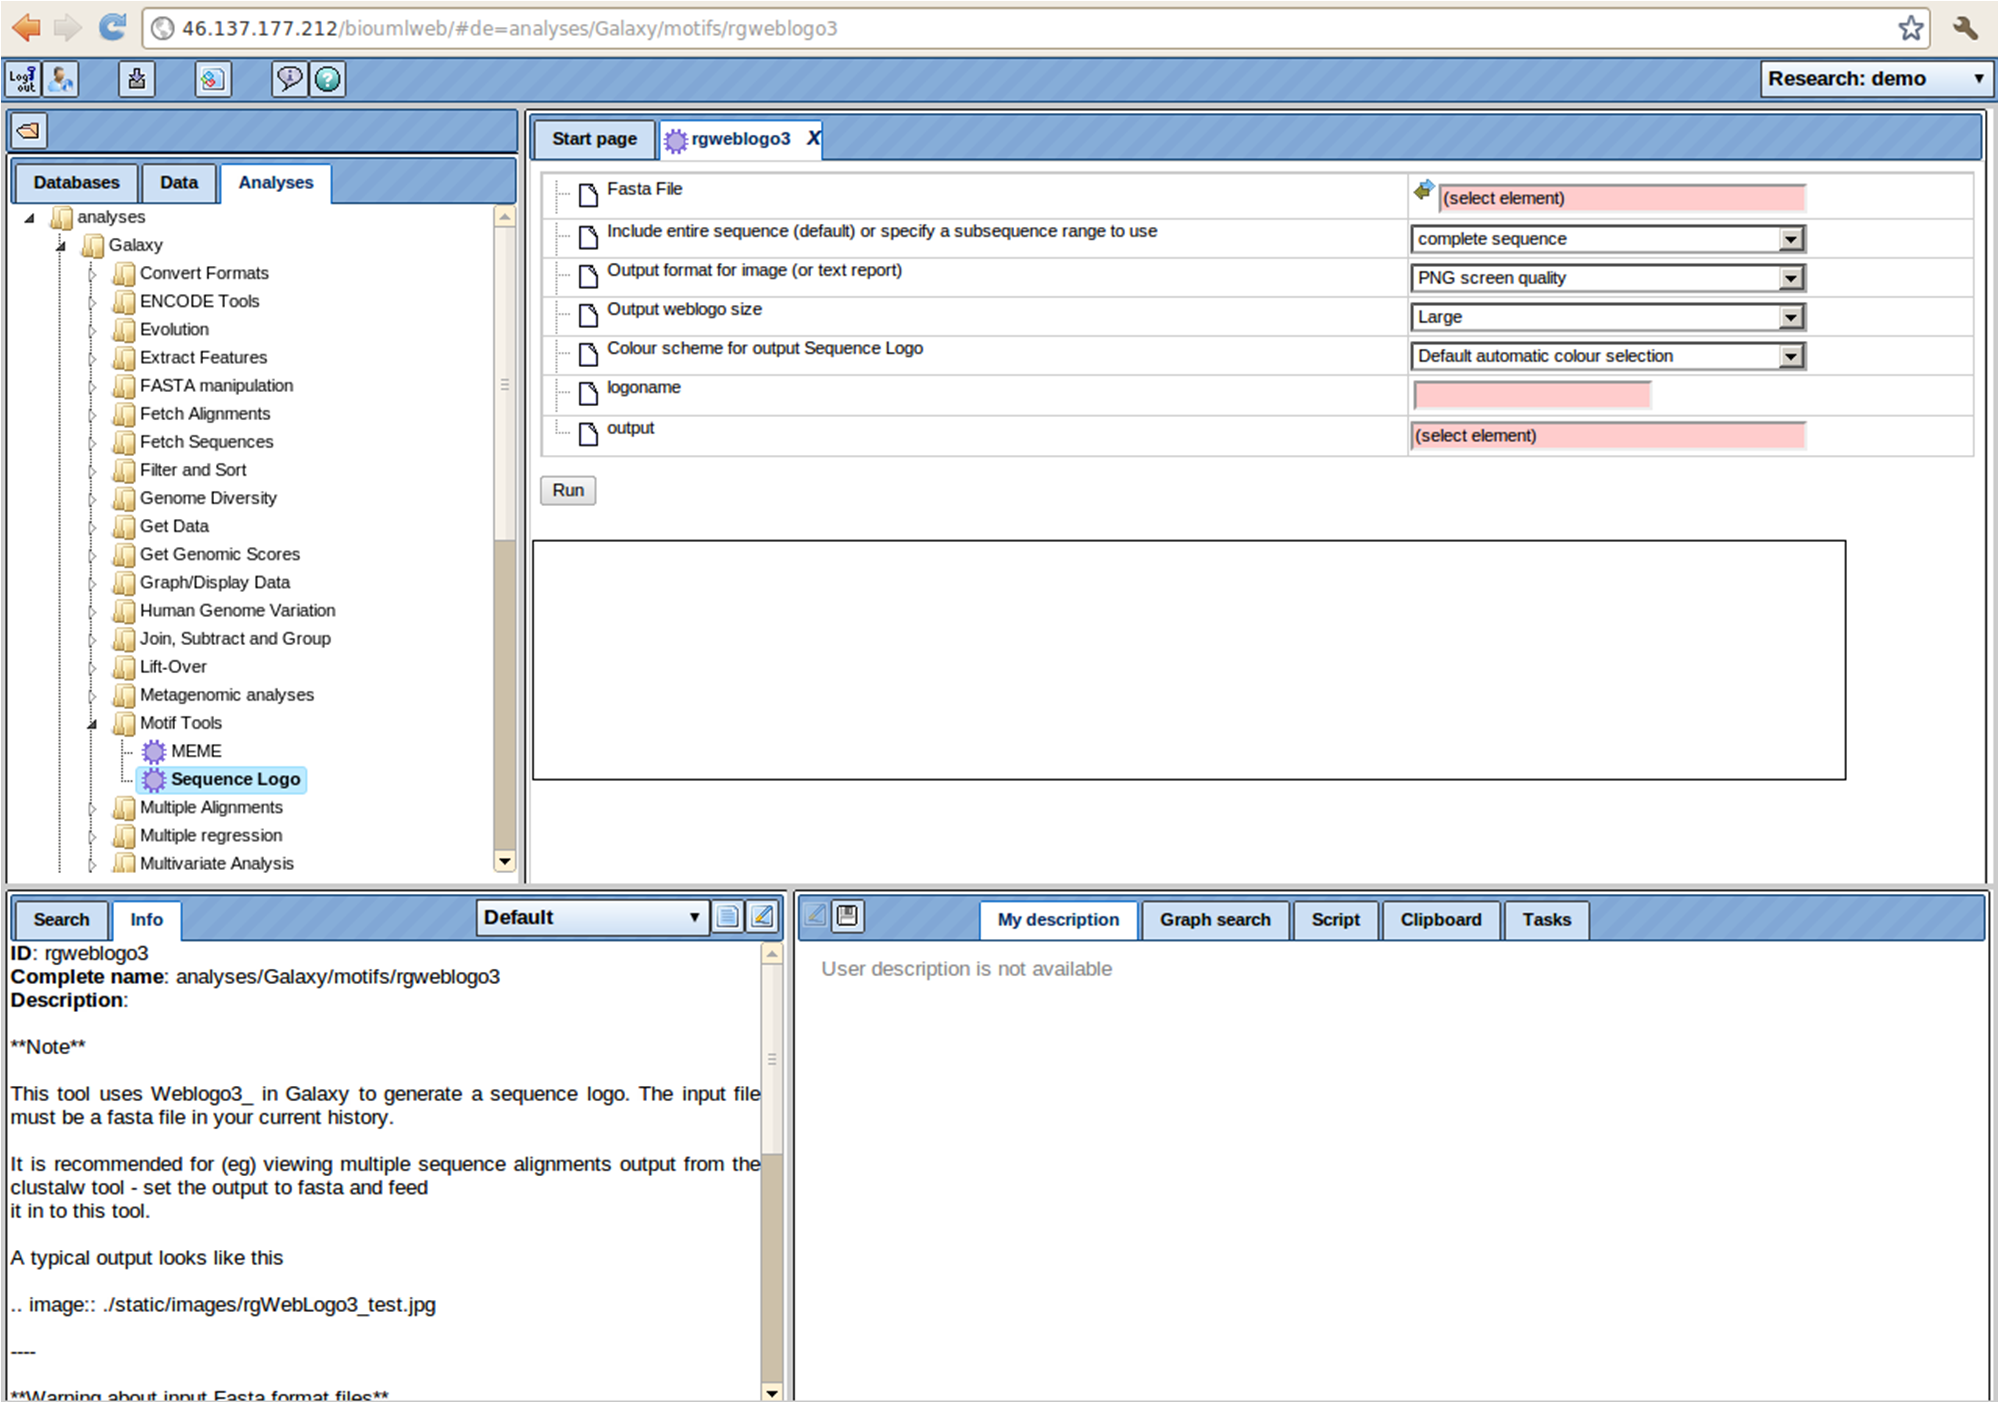 46.137.177.212/bioumlweb/#de=analyses/Galaxy/motifs/rgweblogo3
Log out
Research: demo
Databases
Data
Analyses
analyses
Galaxy
Convert Formats
ENCODE Tools
Evolution
Extract Features
FASTA manipulation
Fetch Alignments
Fetch Sequences
Filter and Sort
Genome Diversity
Get Data
Get Genomic Scores
Graph/Display Data
Human Genome Variation
Join, Subtract and Group
Lift-Over
Metagenomic analyses
Motif Tools
MEME
Sequence Logo
Multiple Alignments
Multiple regression
Multivariate Analysis
Start page
rgweblogo3 X
Fasta File
(select element)
Include entire sequence (default) or specify a subsequence range to use
complete sequence
Output format for image (or text report)
PNG screen quality
Output weblogo size
Large
Colour scheme for output Sequence Logo
Default automatic colour selection
logoname
output
(select element)
Run
Search
Info
Default
ID: rgweblogo3
Complete name: analyses/Galaxy/motifs/rgweblogo3
Description:
**Note**
This tool uses Weblogo3_ in Galaxy to generate a sequence logo. The input file
must be a fasta file in your current history.
It is recommended for (eg) viewing multiple sequence alignments output from the
clustalw tool - set the output to fasta and feed
it in to this tool.
A typical output looks like this
.. image:: ./static/images/rgWebLogo3_test.jpg
----
**Warning about input Fasta format files**
My description
Graph search
Script
Clipboard
Tasks
User description is not available